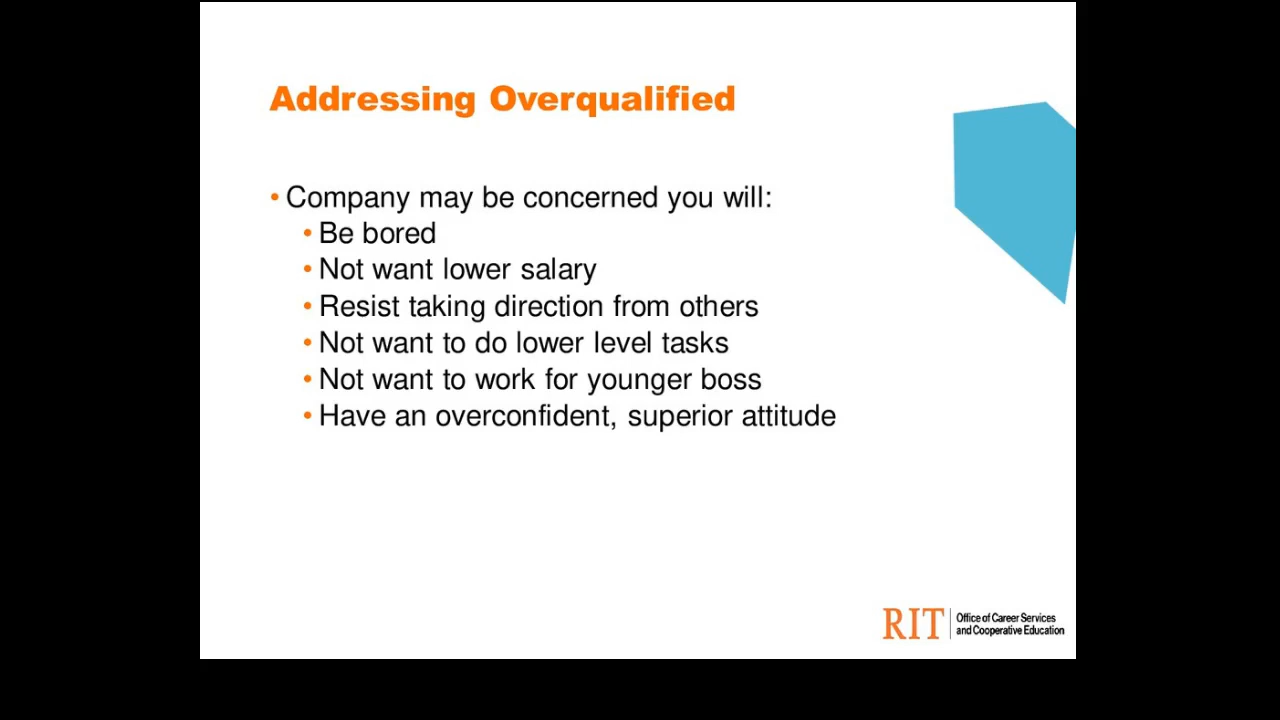 Addressing Overqualified
• Company may be concerned you will:
• Be bored
• Not want lower salary
• Resist taking direction from others
• Not want to do lower level tasks
• Not want to work for younger boss
• Have an overconfident, superior attitude
RIT
Office of Career Services
and Cooperative Education